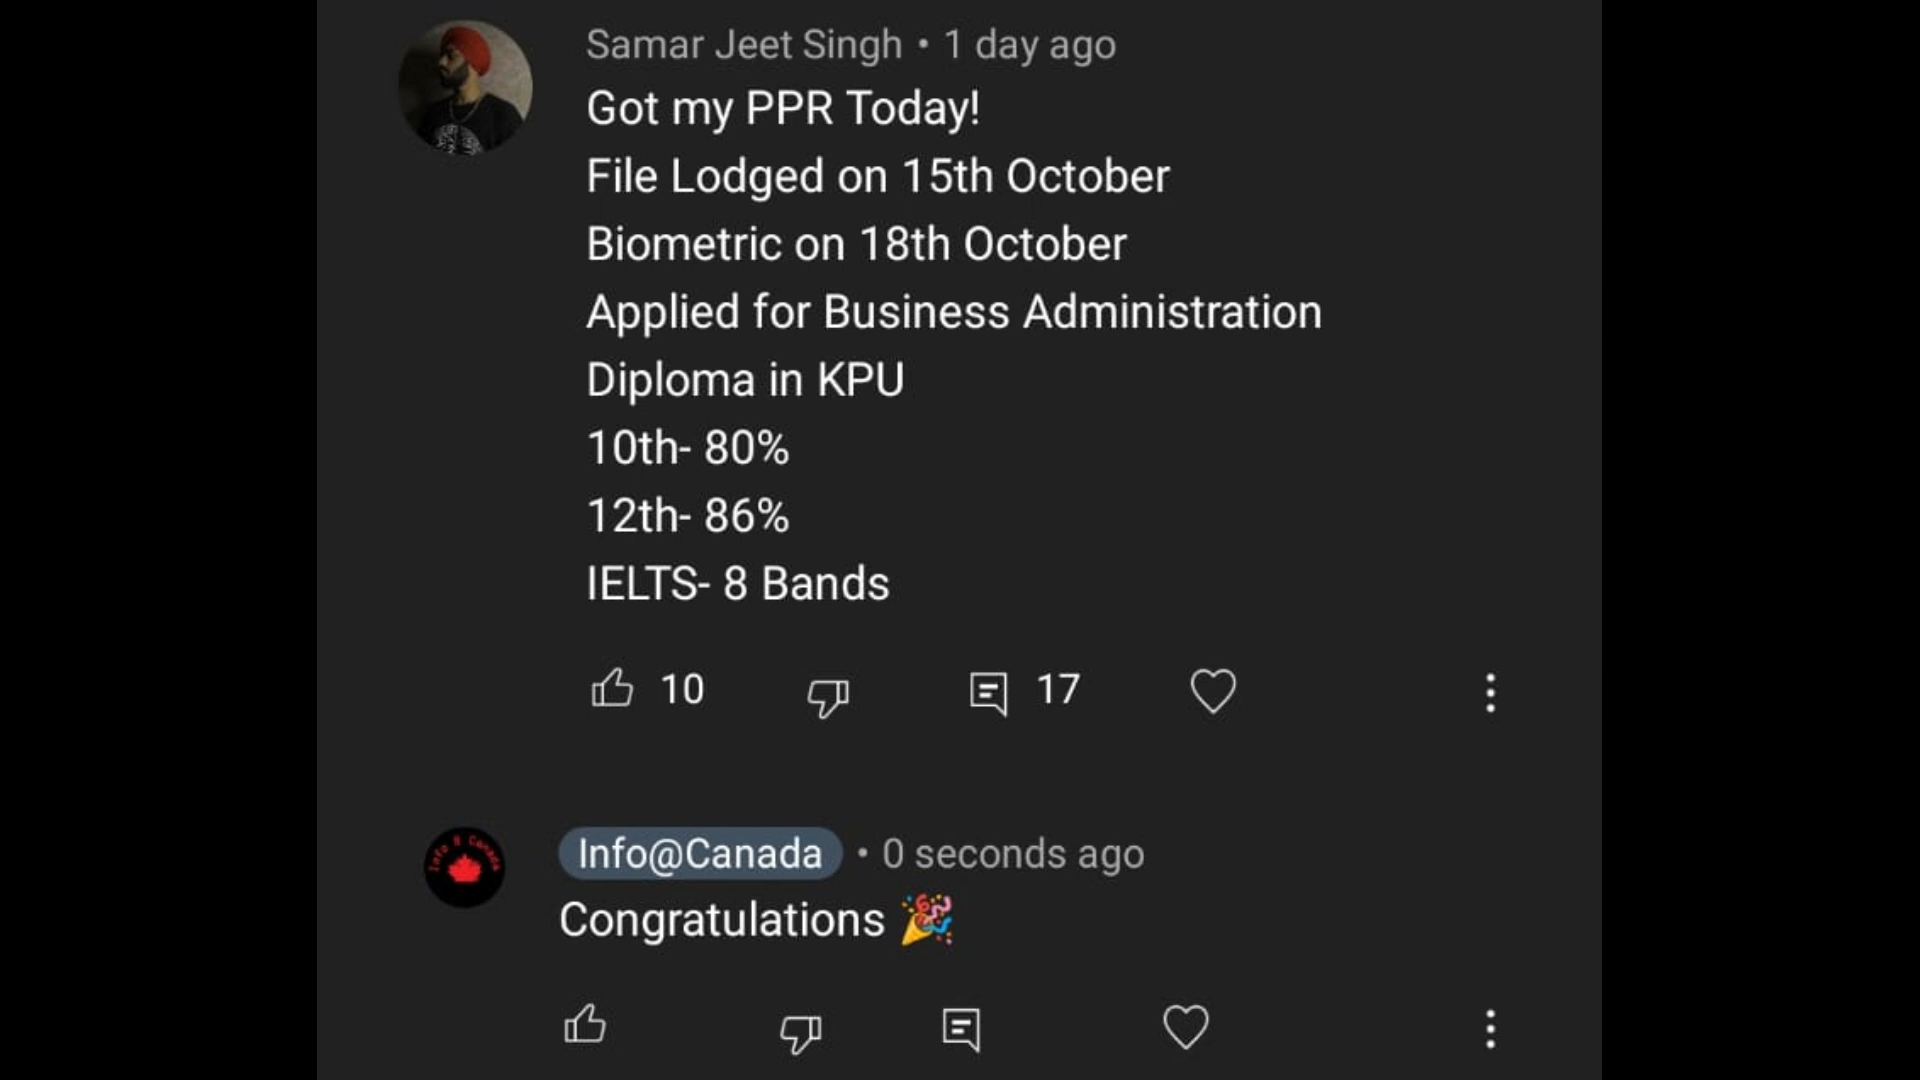 Samar Jeet Singh • 1 day ago
Got my PPR Today!
File Lodged on 15th October
Biometric on 18th October
Applied for Business Administration
Diploma in KPU
10th- 80%
12th- 86%
IELTS- 8 Bands
10 17
Info@Canada • 0 seconds ago
Info @ Canada
Congratulations 🎉